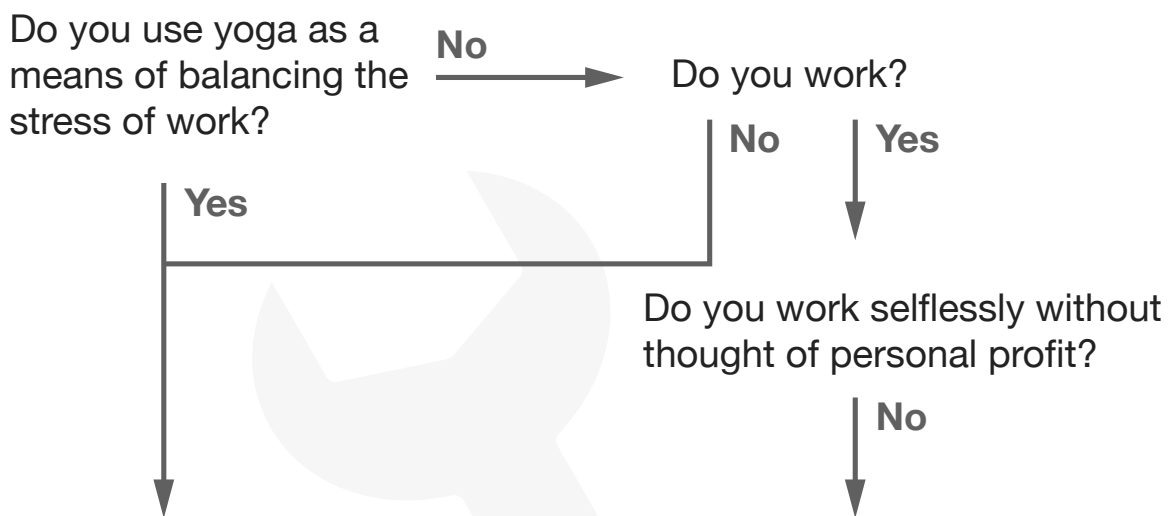 Do you use yoga as a
means of balancing the
stress of work?
No
Do you work?
No
Yes
Yes
Do you work selflessly without
thought of personal profit?
No